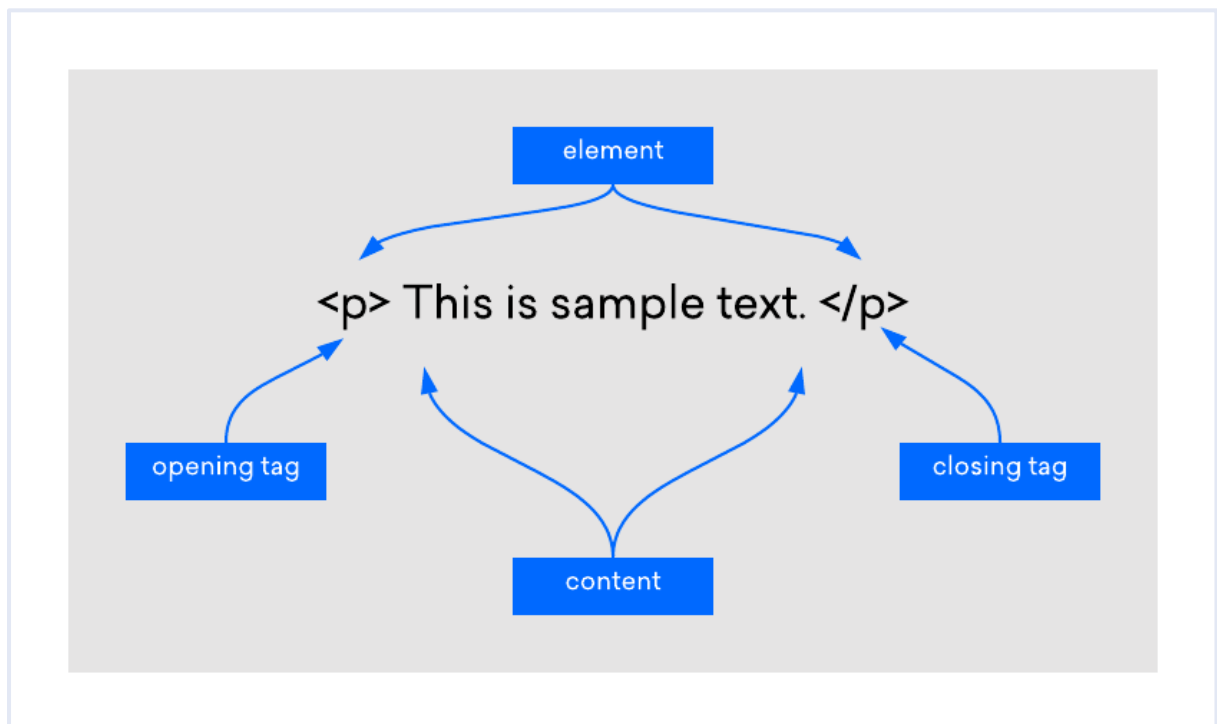 element
<p> This is sample text. </p>
opening tag
closing tag
content